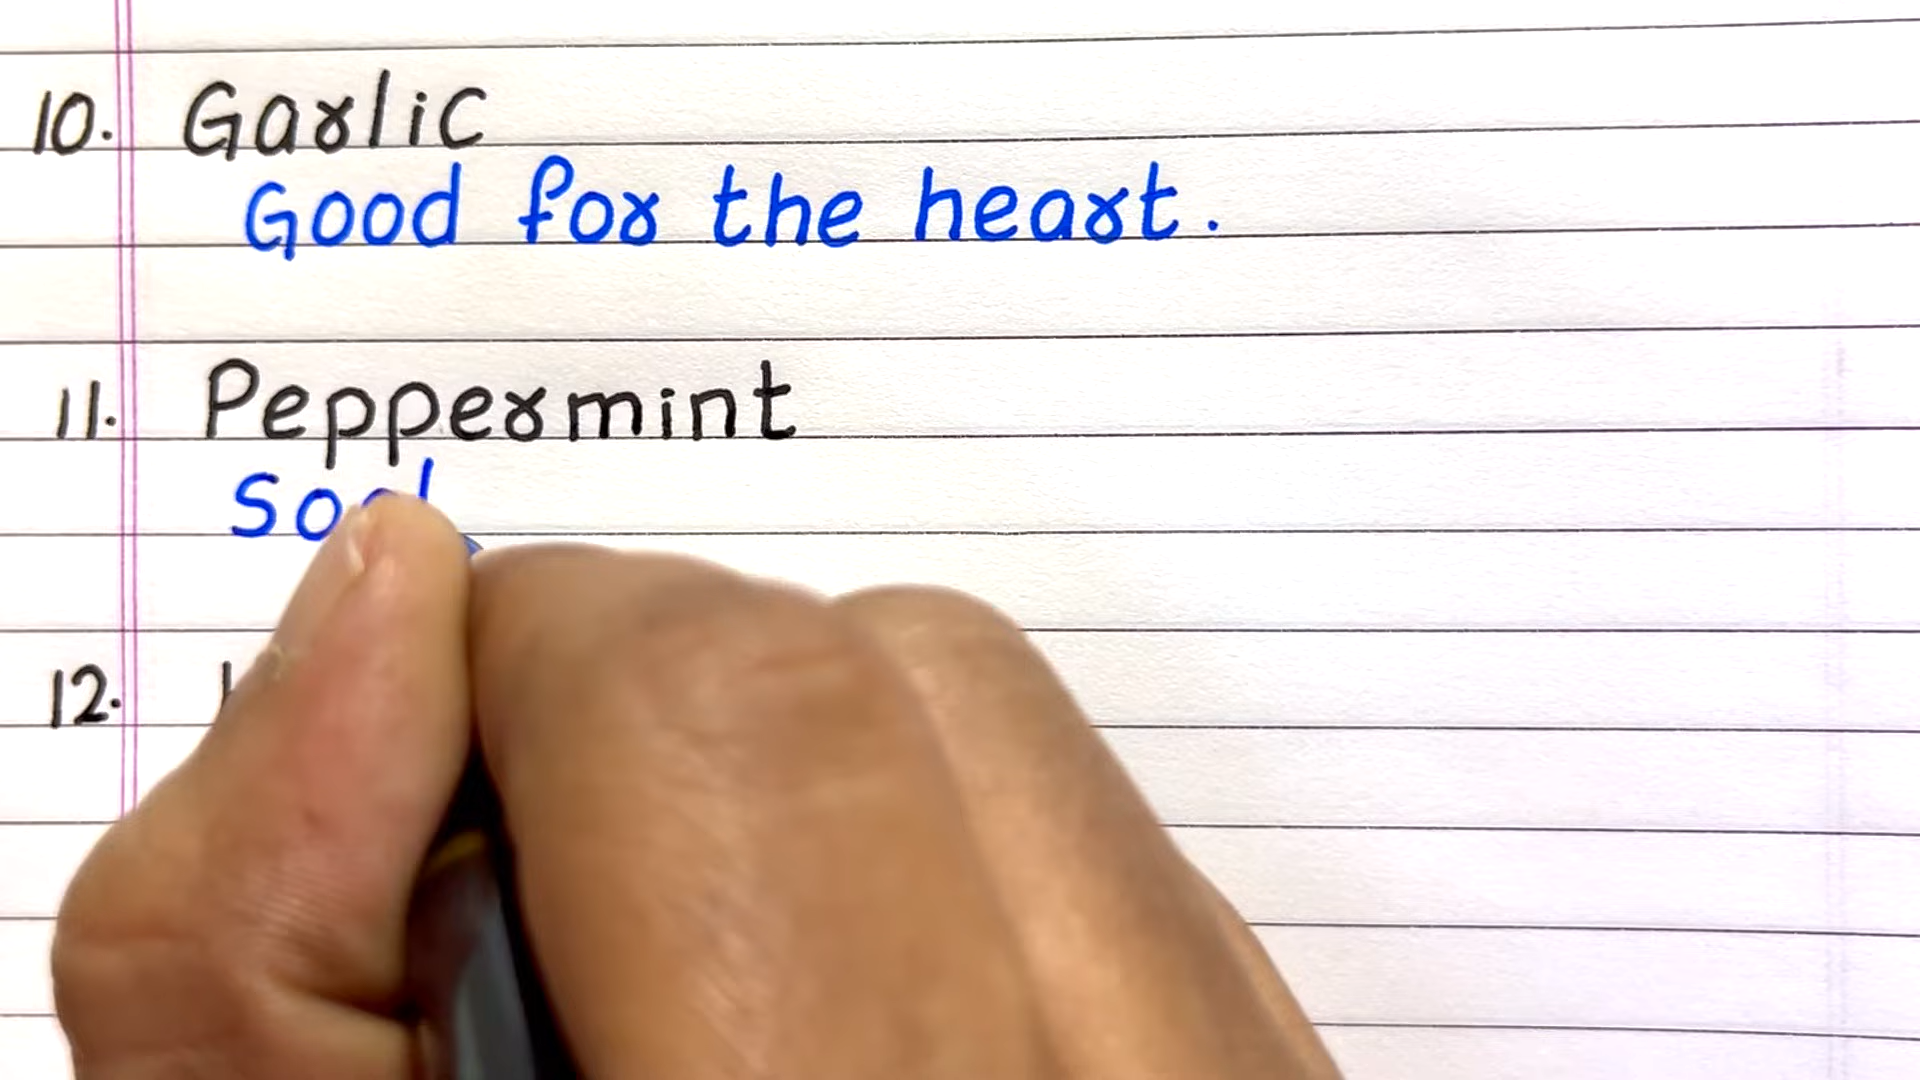 10. Garlic
Good for the heart.
11. Peppermint
12.